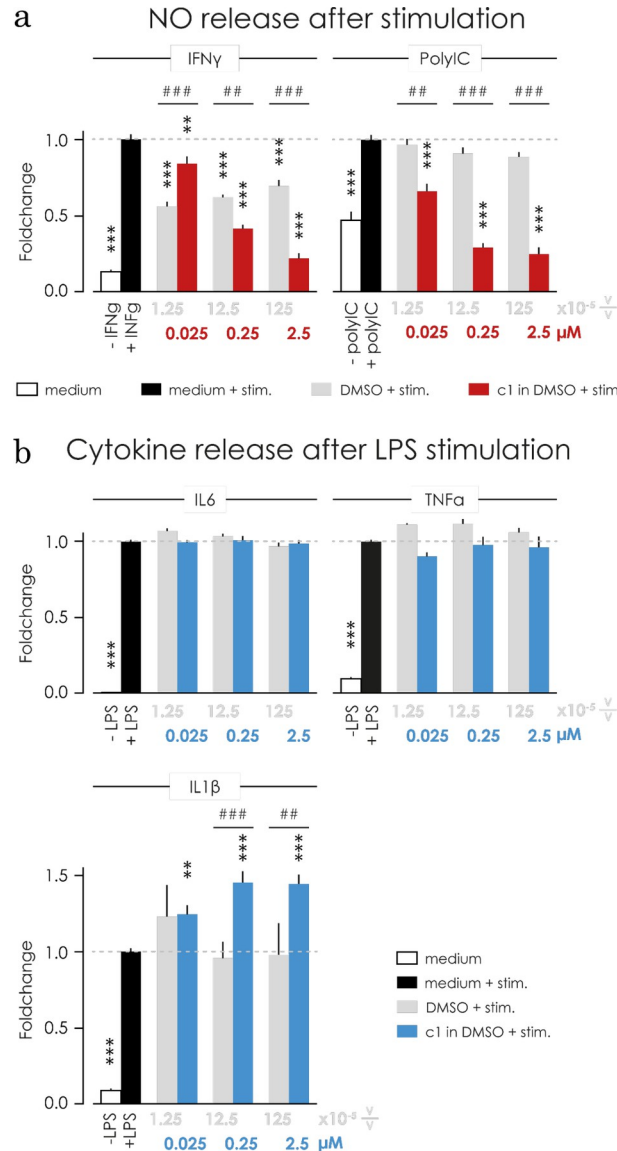 a NO release after stimulation
IFNγ PolyIC
### ## ### ## ### ###
*** *** ** *** *** *** *** *** *** *** ***
Foldchange
1.0
0.5
0.0
- IFNg + INFg 1.25 12.5 125 - polyIC + polyIC 1.25 12.5 125 x10⁻⁵ v/v
0.025 0.25 2.5 0.025 0.25 2.5 µM
medium medium + stim. DMSO + stim. c1 in DMSO + stim
b Cytokine release after LPS stimulation
IL6 TNFα
Foldchange
1.0
0.5
0.0
*** ***
- LPS + LPS 1.25 12.5 125 -LPS + LPS 1.25 12.5 125 x10⁻⁵ v/v
0.025 0.25 2.5 0.025 0.25 2.5 µM
IL1β
### ##
*** ** *** ***
Foldchange
1.5
1.0
0.5
0.0
medium
medium + stim.
DMSO + stim.
c1 in DMSO + stim.
-LPS +LPS 1.25 12.5 125 x10⁻⁵ v/v
0.025 0.25 2.5 µM